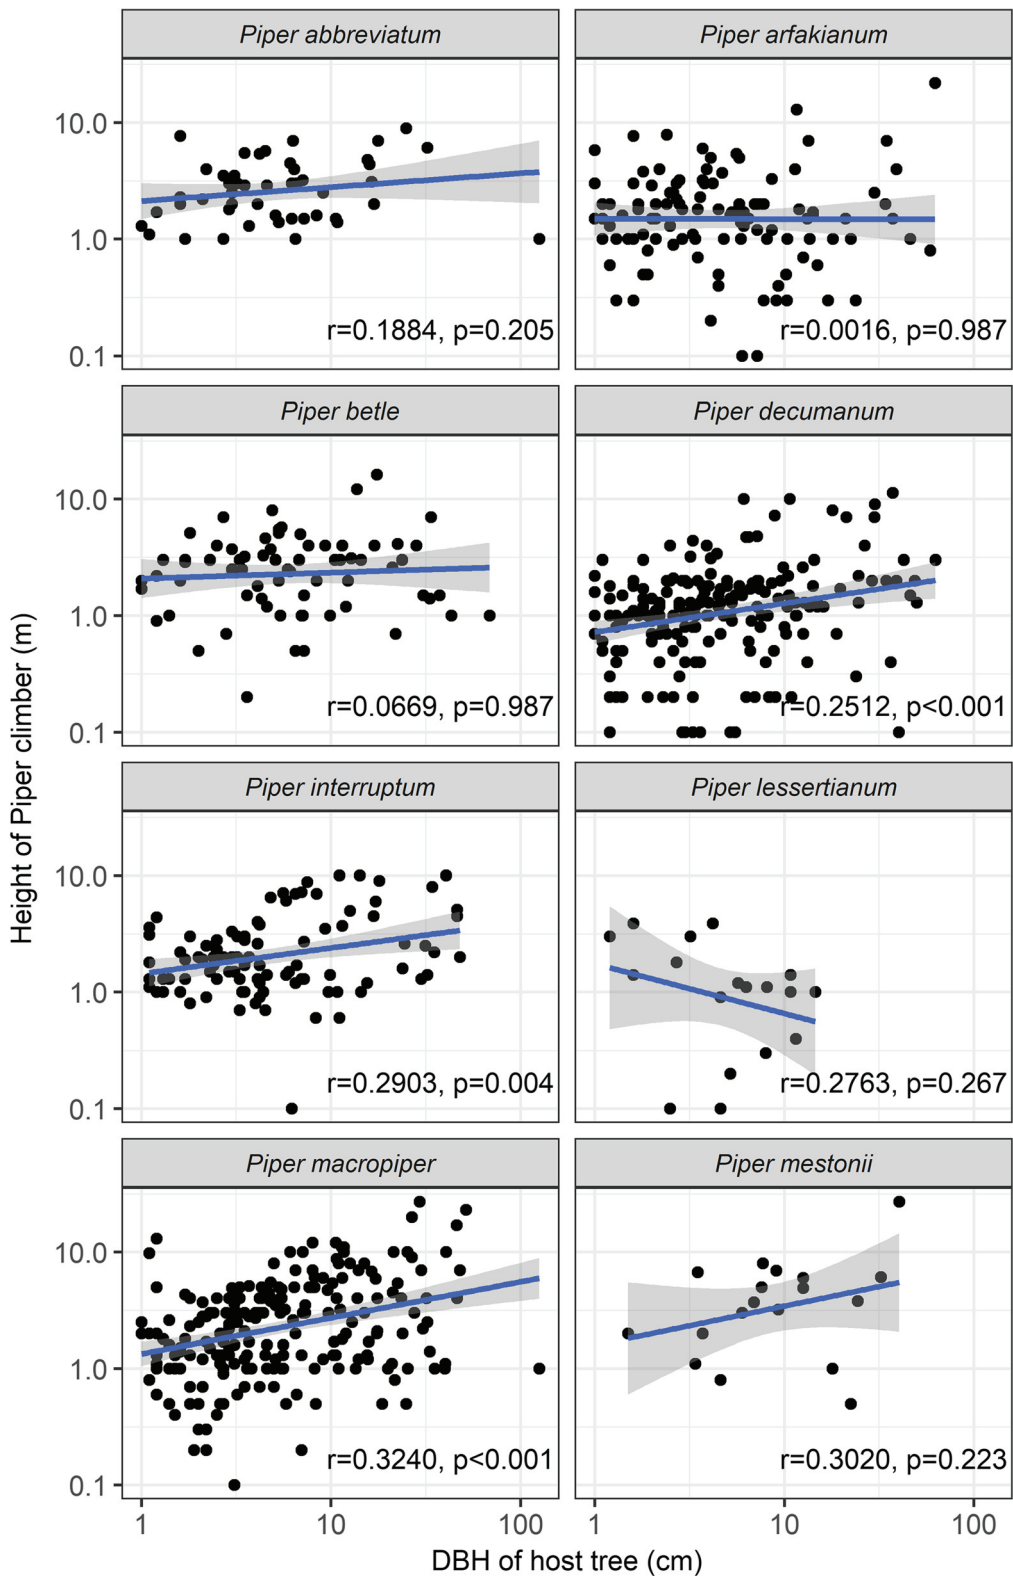 Piper abbreviatum
Piper arfakianum
10.0
1.0
0.1
r=0.1884, p=0.205
r=0.0016, p=0.987
Piper betle
Piper decumanum
10.0
1.0
0.1
r=0.0669, p=0.987
r=0.2512, p<0.001
Height of Piper climber (m)
Piper interruptum
Piper lessertianum
10.0
1.0
0.1
r=0.2903, p=0.004
r=0.2763, p=0.267
Piper macropiper
Piper mestonii
10.0
1.0
0.1
r=0.3240, p<0.001
r=0.3020, p=0.223
1 10 100
1 10 100
DBH of host tree (cm)